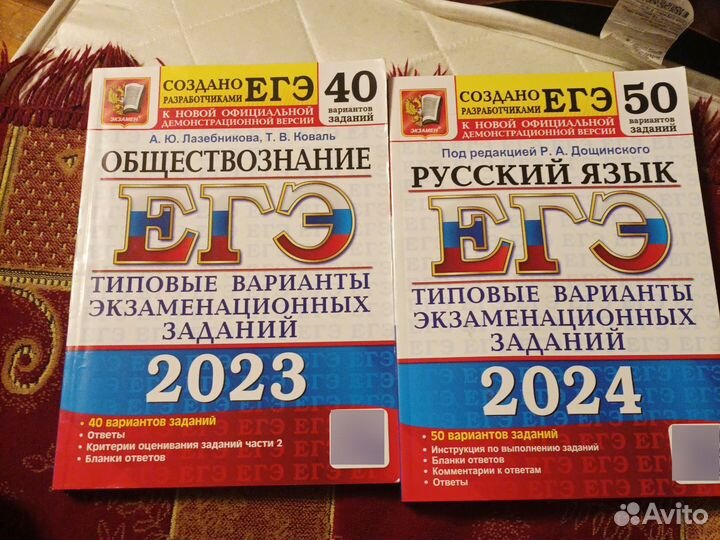 СОЗДАНО
РАЗРАБОТЧИКАМИ ЕГЭ
К НОВОЙ ОФИЦИАЛЬНОЙ
ДЕМОНСТРАЦИОННОЙ ВЕРСИИ
40
вариантов
заданий
ЭКЗАМЕН
А. Ю. Лазебникова, Т. В. Коваль
ОБЩЕСТВОЗНАНИЕ
ЕГЭ
ТИПОВЫЕ ВАРИАНТЫ
ЭКЗАМЕНАЦИОННЫХ
ЗАДАНИЙ
2023
• 40 вариантов заданий
• Ответы
• Критерии оценивания заданий части 2
• Бланки ответов
СОЗДАНО
РАЗРАБОТЧИКАМИ ЕГЭ
К НОВОЙ ОФИЦИАЛЬНОЙ
ДЕМОНСТРАЦИОННОЙ ВЕРСИИ
50
вариантов
заданий
ЭКЗАМЕН
Под редакцией Р. А. Дощинского
РУССКИЙ ЯЗЫК
ЕГЭ
ТИПОВЫЕ ВАРИАНТЫ
ЭКЗАМЕНАЦИОННЫХ
ЗАДАНИЙ
2024
• 50 вариантов заданий
• Инструкция по выполнению заданий
• Бланки ответов
• Комментарии к ответам
• Ответы
Avito